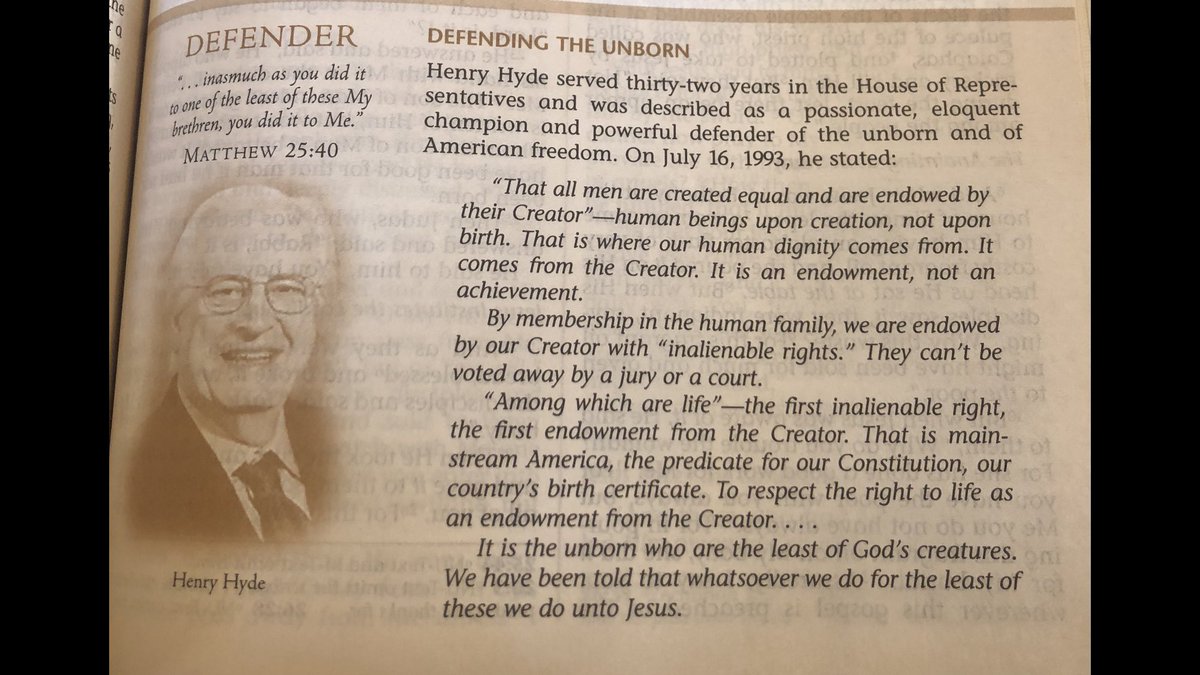 DEFENDER
"...inasmuch as you did it
to one of the least of these My
brethren, you did it to Me."
MATTHEW 25:40
Henry Hyde
DEFENDING THE UNBORN
Henry Hyde served thirty-two years in the House of Repre-
sentatives and was described as a passionate, eloquent
champion and powerful defender of the unborn and of
American freedom. On July 16, 1993, he stated:
"That all men are created equal and are endowed by
their Creator"—human beings upon creation, not upon
birth. That is where our human dignity comes from. It
comes from the Creator. It is an endowment, not an
achievement.
By membership in the human family, we are endowed
by our Creator with "inalienable rights." They can't be
voted away by a jury or a court.
"Among which are life"—the first inalienable right,
the first endowment from the Creator. That is main-
stream America, the predicate for our Constitution, our
country's birth certificate. To respect the right to life as
an endowment from the Creator. . . .
It is the unborn who are the least of God's creatures.
We have been told that whatsoever we do for the least of
these we do unto Jesus.